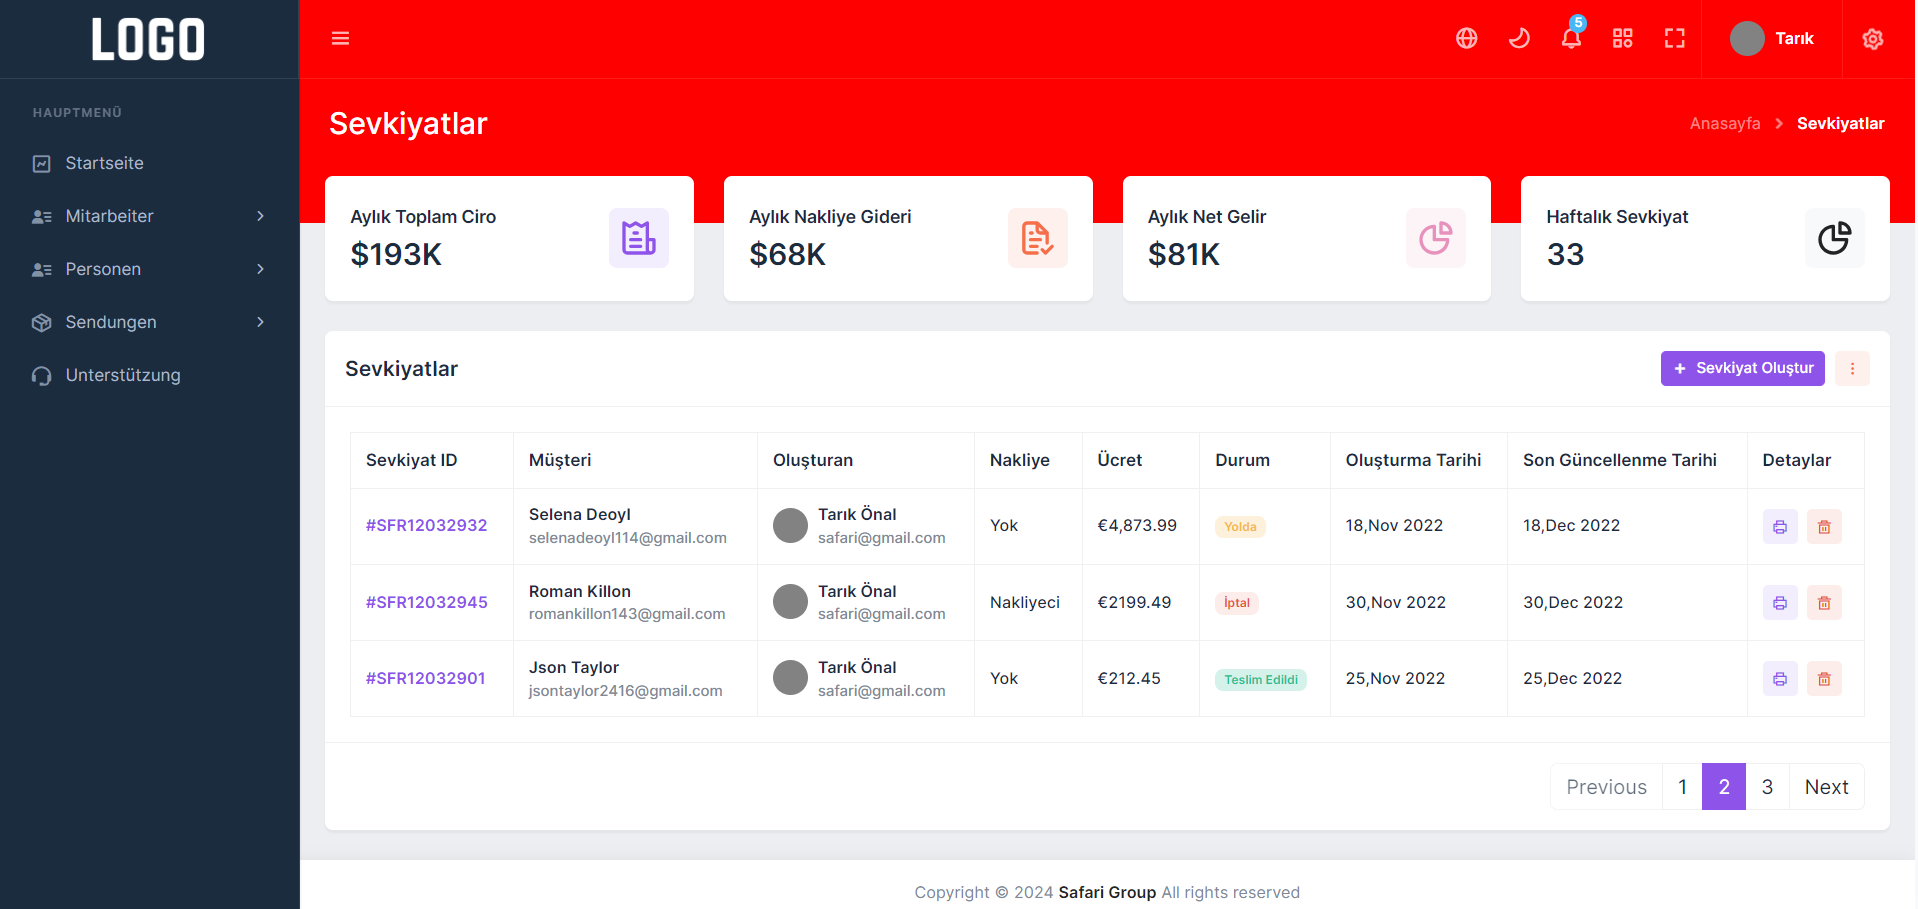 LOGO
5
Tarık
HAUPTMENÜ
Startseite
Mitarbeiter
Personen
Sendungen
Unterstützung
Sevkiyatlar
Anasayfa > Sevkiyatlar
Aylık Toplam Ciro
$193K
Aylık Nakliye Gideri
$68K
Aylık Net Gelir
$81K
Haftalık Sevkiyat
33
Sevkiyatlar
+ Sevkiyat Oluştur
Sevkiyat ID Müşteri Oluşturan Nakliye Ücret Durum Oluşturma Tarihi Son Güncellenme Tarihi Detaylar
#SFR12032932 Selena Deoyl Tarık Önal Yok €4,873.99 Yolda 18,Nov 2022 18,Dec 2022
selenadeoyl114@gmail.com safari@gmail.com
#SFR12032945 Roman Killon Tarık Önal Nakliyeci €2199.49 İptal 30,Nov 2022 30,Dec 2022
romankillon143@gmail.com safari@gmail.com
#SFR12032901 Json Taylor Tarık Önal Yok €212.45 Teslim Edildi 25,Nov 2022 25,Dec 2022
jsontaylor2416@gmail.com safari@gmail.com
Previous 1 2 3 Next
Copyright © 2024 Safari Group All rights reserved